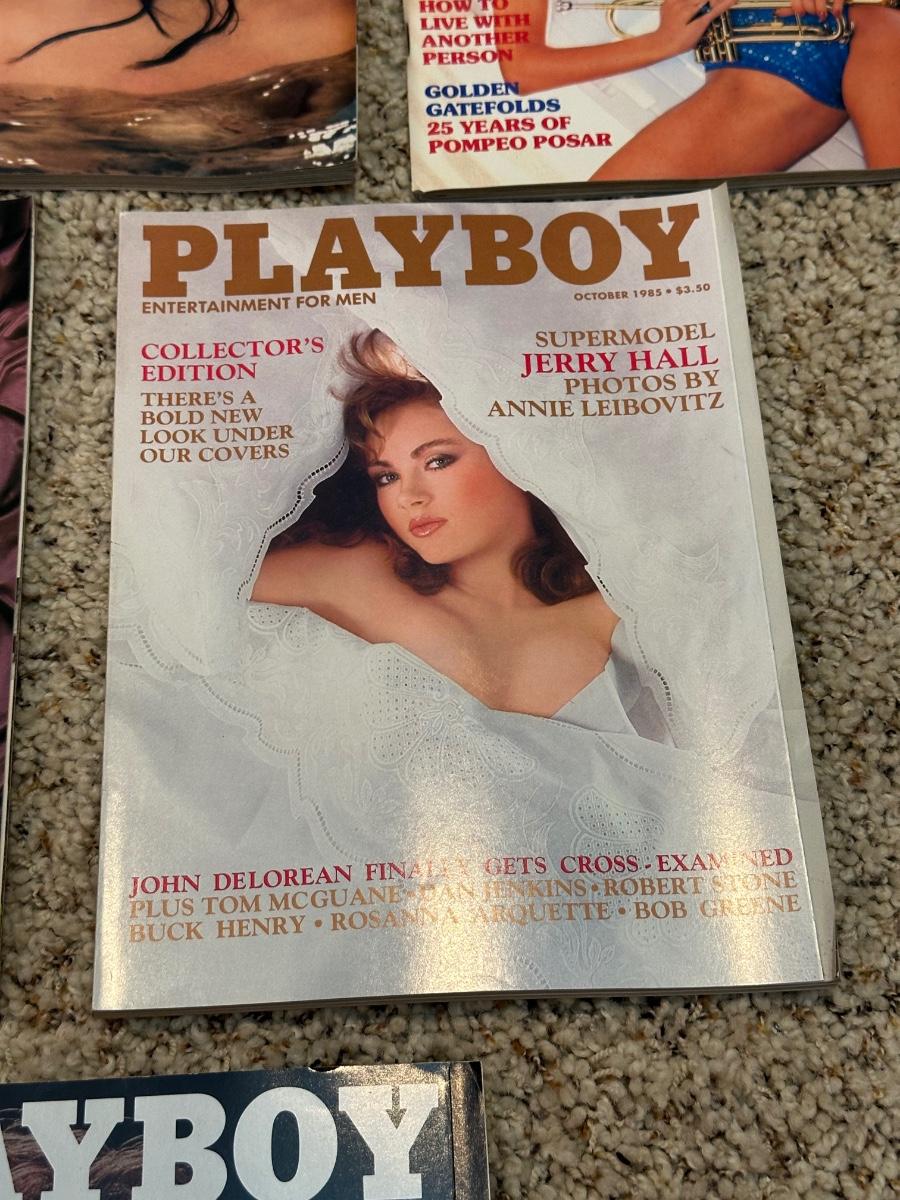 HOW TO
LIVE WITH
ANOTHER
PERSON
GOLDEN
GATEFOLDS
25 YEARS OF
POMPEO POSAR
PLAYBOY
ENTERTAINMENT FOR MEN
OCTOBER 1985 • $3.50
COLLECTOR'S
EDITION
THERE'S A
BOLD NEW
LOOK UNDER
OUR COVERS
SUPERMODEL
JERRY HALL
PHOTOS BY
ANNIE LEIBOVITZ
JOHN DELOREAN FINALLY GETS CROSS-EXAMINED
PLUS TOM MCGUANE • DAN JENKINS • ROBERT STONE
BUCK HENRY • ROSANNA ARQUETTE • BOB GREENE
AYBOY